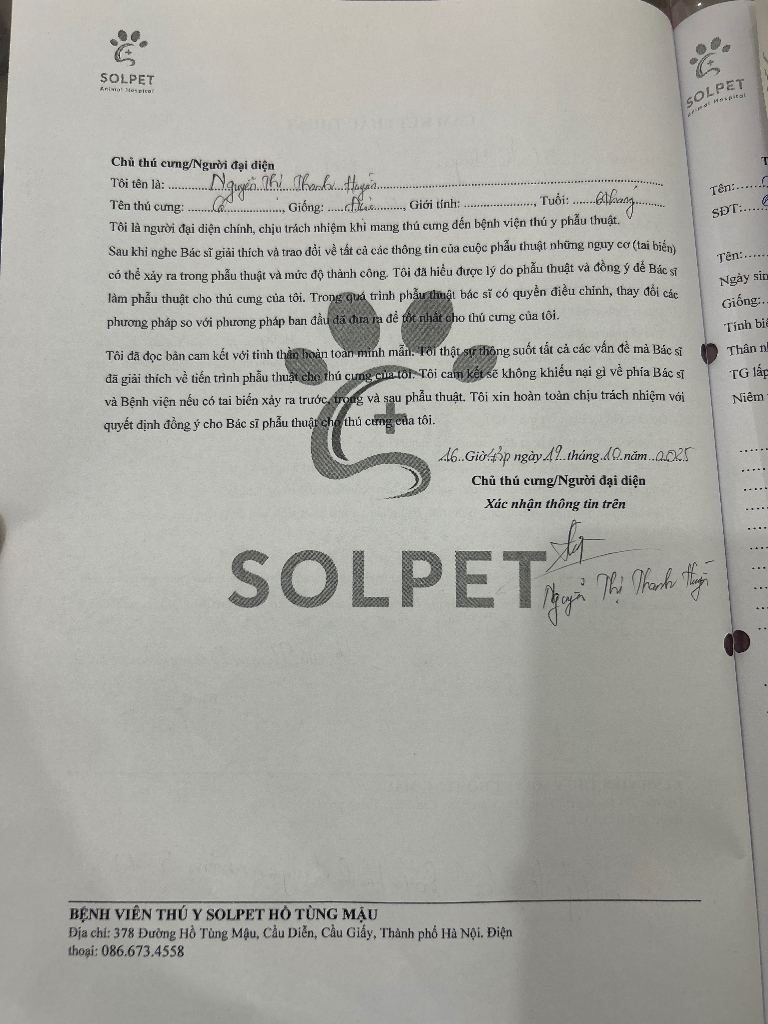 SOLPET
Animal Hospital
Chủ thú cưng/Người đại diện
Tôi tên là: Nguyễn Thị Thanh Huyền
Tên thú cưng: ............, Giống: ............, Giới tính: ............, Tuổi: ............
Tôi là người đại diện chính, chịu trách nhiệm khi mang thú cưng đến bệnh viện thú y phẫu thuật.
Sau khi nghe Bác sĩ giải thích và trao đổi về tất cả các thông tin của cuộc phẫu thuật những nguy cơ (tai biến)
có thể xảy ra trong phẫu thuật và mức độ thành công. Tôi đã hiểu được lý do phẫu thuật và đồng ý để Bác sĩ
làm phẫu thuật cho thú cưng của tôi. Trong quá trình phẫu thuật bác sĩ có quyền điều chỉnh, thay đổi các
phương pháp so với phương pháp ban đầu đã đưa ra để tốt nhất cho thú cưng của tôi.
Tôi đã đọc bản cam kết với tinh thần hoàn toàn minh mẫn. Tôi thật sự thông suốt tất cả các vấn đề mà Bác sĩ
đã giải thích về tiến trình phẫu thuật cho thú cưng của tôi. Tôi cam kết sẽ không khiếu nại gì về phía Bác sĩ
và Bệnh viện nếu có tai biến xảy ra trước, trong và sau phẫu thuật. Tôi xin hoàn toàn chịu trách nhiệm với
quyết định đồng ý cho Bác sĩ phẫu thuật cho thú cưng của tôi.
16 Giờ ngày 19 tháng 10 năm 2025
Chủ thú cưng/Người đại diện
Xác nhận thông tin trên
Nguyễn Thị Thanh Huyền
SOLPET
BỆNH VIÊN THÚ Y SOLPET HỒ TÙNG MẬU
Địa chỉ: 378 Đường Hồ Tùng Mậu, Cầu Diễn, Cầu Giấy, Thành phố Hà Nội. Điện
thoại: 086.673.4558
SOLPET
Animal Hospital
Tên:
SĐT:
Tên:
Ngày sin
Giống:
Tính biệ
Thân n
TG lấp
Niêm